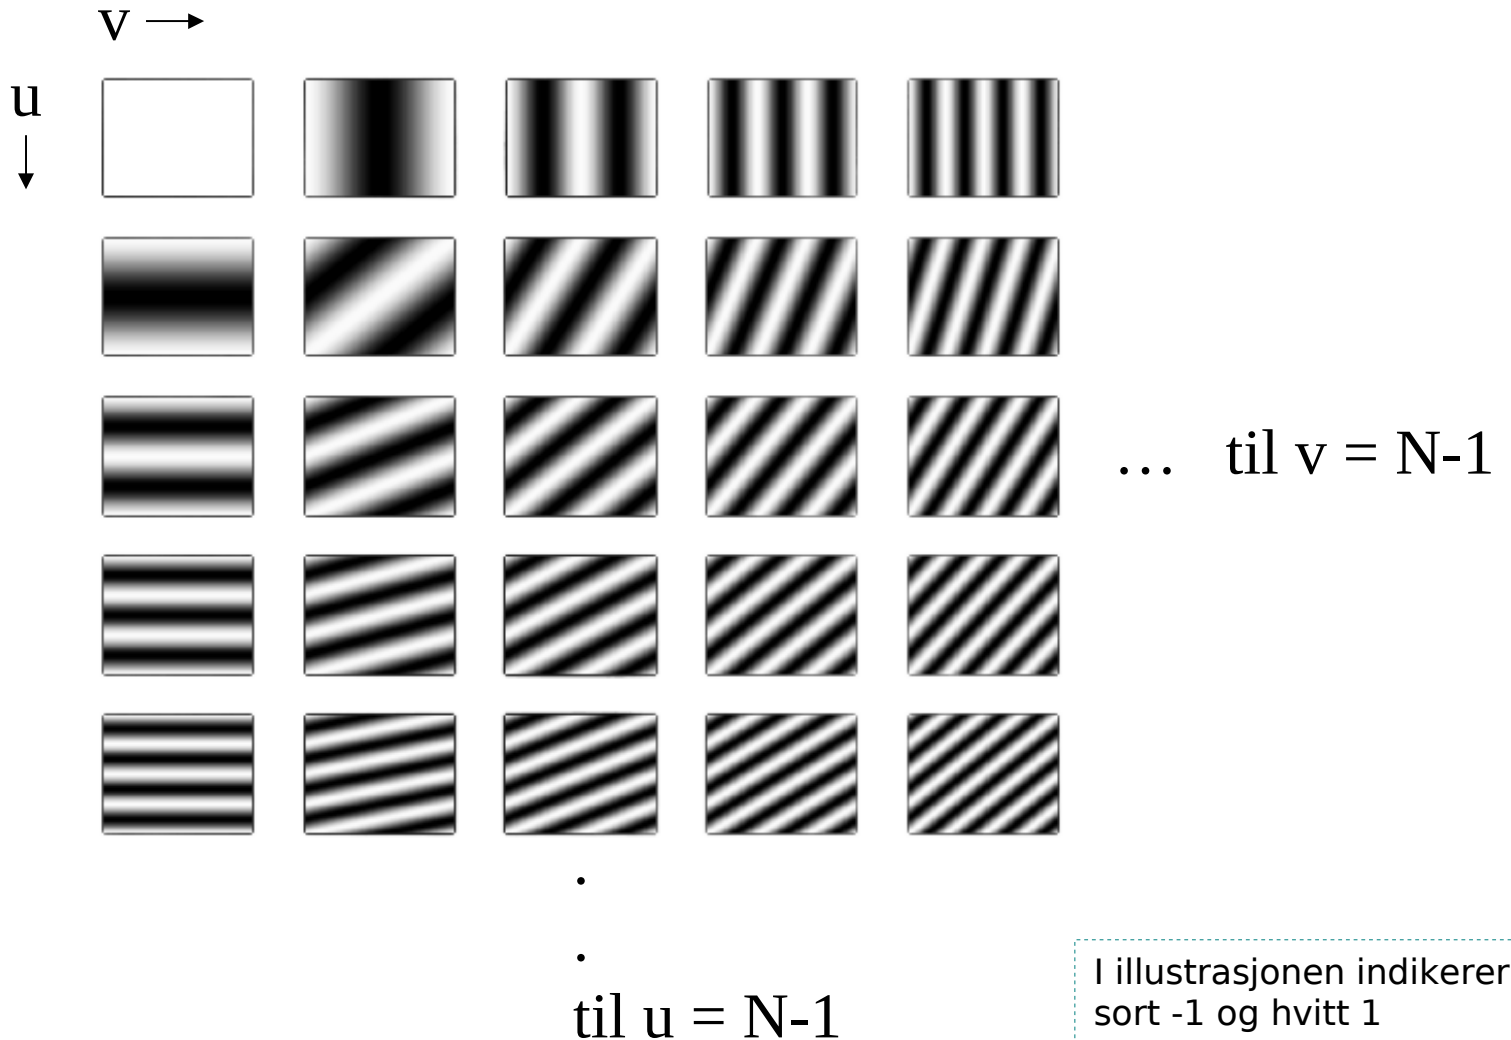 v
u
… til v = N-1
.
.
til u = N-1
I illustrasjonen indikerer
sort -1 og hvitt 1